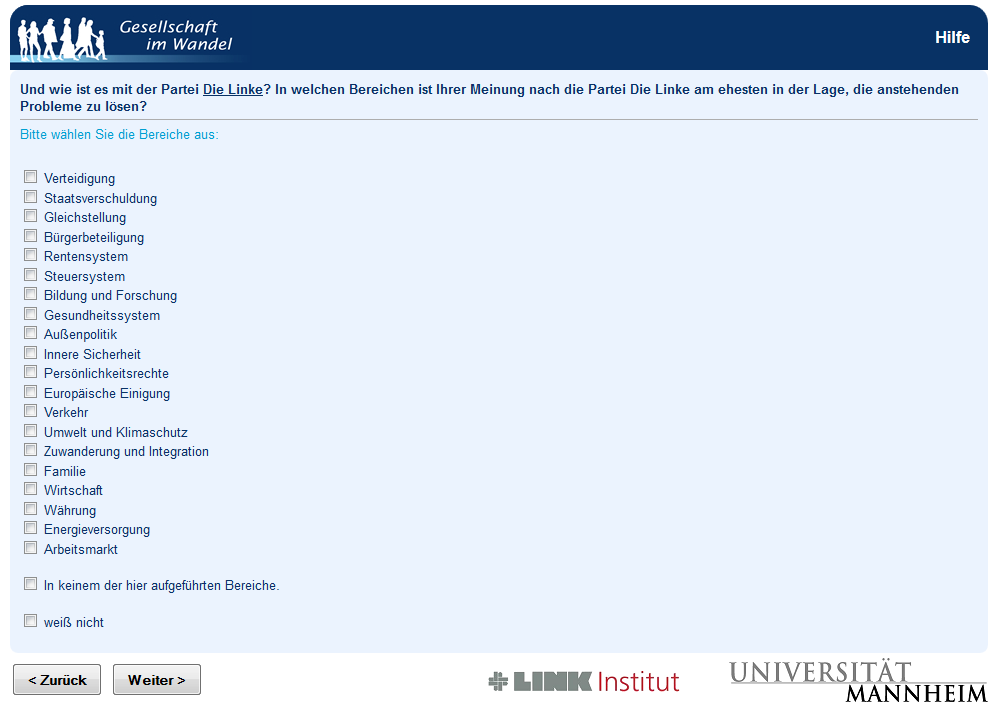 Gesellschaft
im Wandel
Hilfe
Und wie ist es mit der Partei Die Linke? In welchen Bereichen ist Ihrer Meinung nach die Partei Die Linke am ehesten in der Lage, die anstehenden
Probleme zu lösen?
Bitte wählen Sie die Bereiche aus:
Verteidigung
Staatsverschuldung
Gleichstellung
Bürgerbeteiligung
Rentensystem
Steuersystem
Bildung und Forschung
Gesundheitssystem
Außenpolitik
Innere Sicherheit
Persönlichkeitsrechte
Europäische Einigung
Verkehr
Umwelt und Klimaschutz
Zuwanderung und Integration
Familie
Wirtschaft
Währung
Energieversorgung
Arbeitsmarkt
In keinem der hier aufgeführten Bereiche.
weiß nicht
< Zurück
Weiter >
LINK Institut
UNIVERSITÄT
MANNHEIM